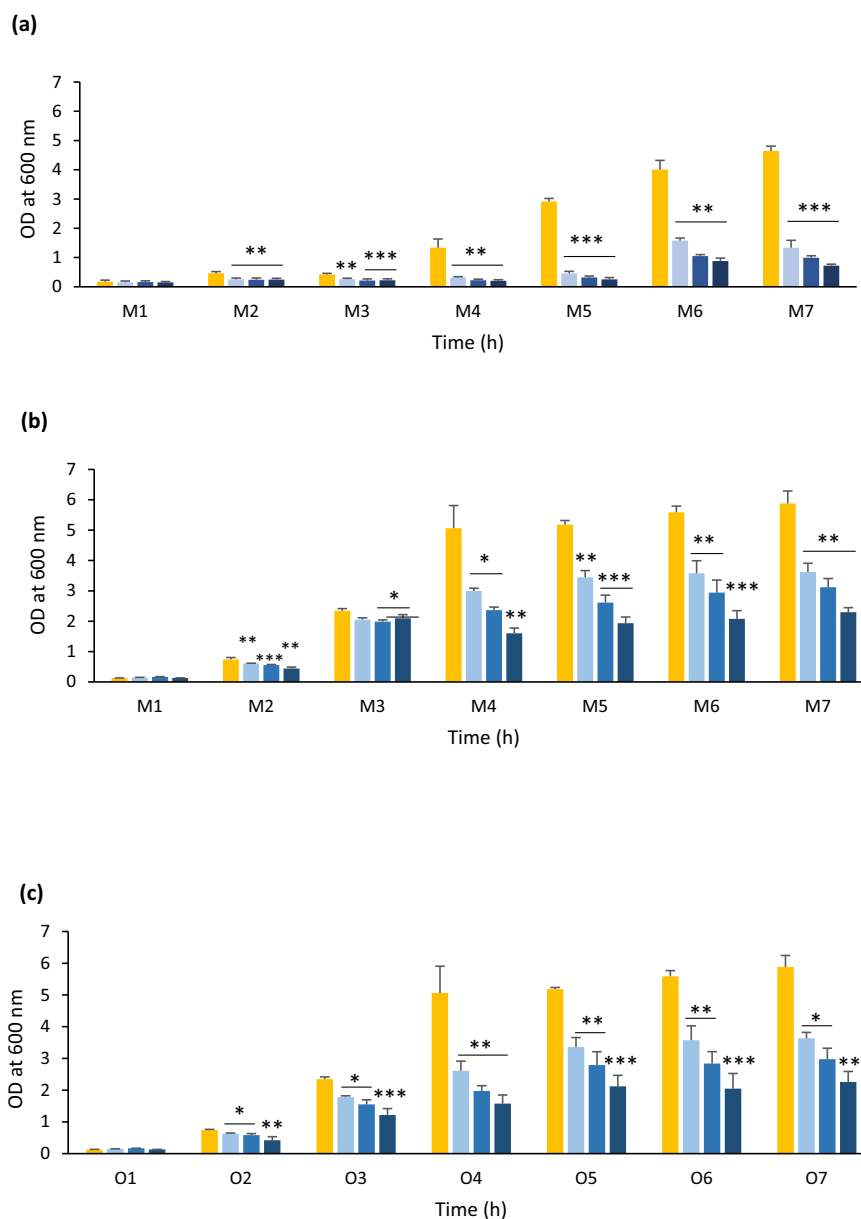 (a)
7
6
5
4
3
2
1
0
OD at 600 nm
** ** *** ** *** ** ***
M1 M2 M3 M4 M5 M6 M7
Time (h)
(b)
7
6
5
4
3
2
1
0
OD at 600 nm
** *** ** * * ** ** *** ** *** **
M1 M2 M3 M4 M5 M6 M7
Time (h)
(c)
7
6
5
4
3
2
1
0
OD at 600 nm
* ** * *** ** ** *** ** *** * **
O1 O2 O3 O4 O5 O6 O7
Time (h)